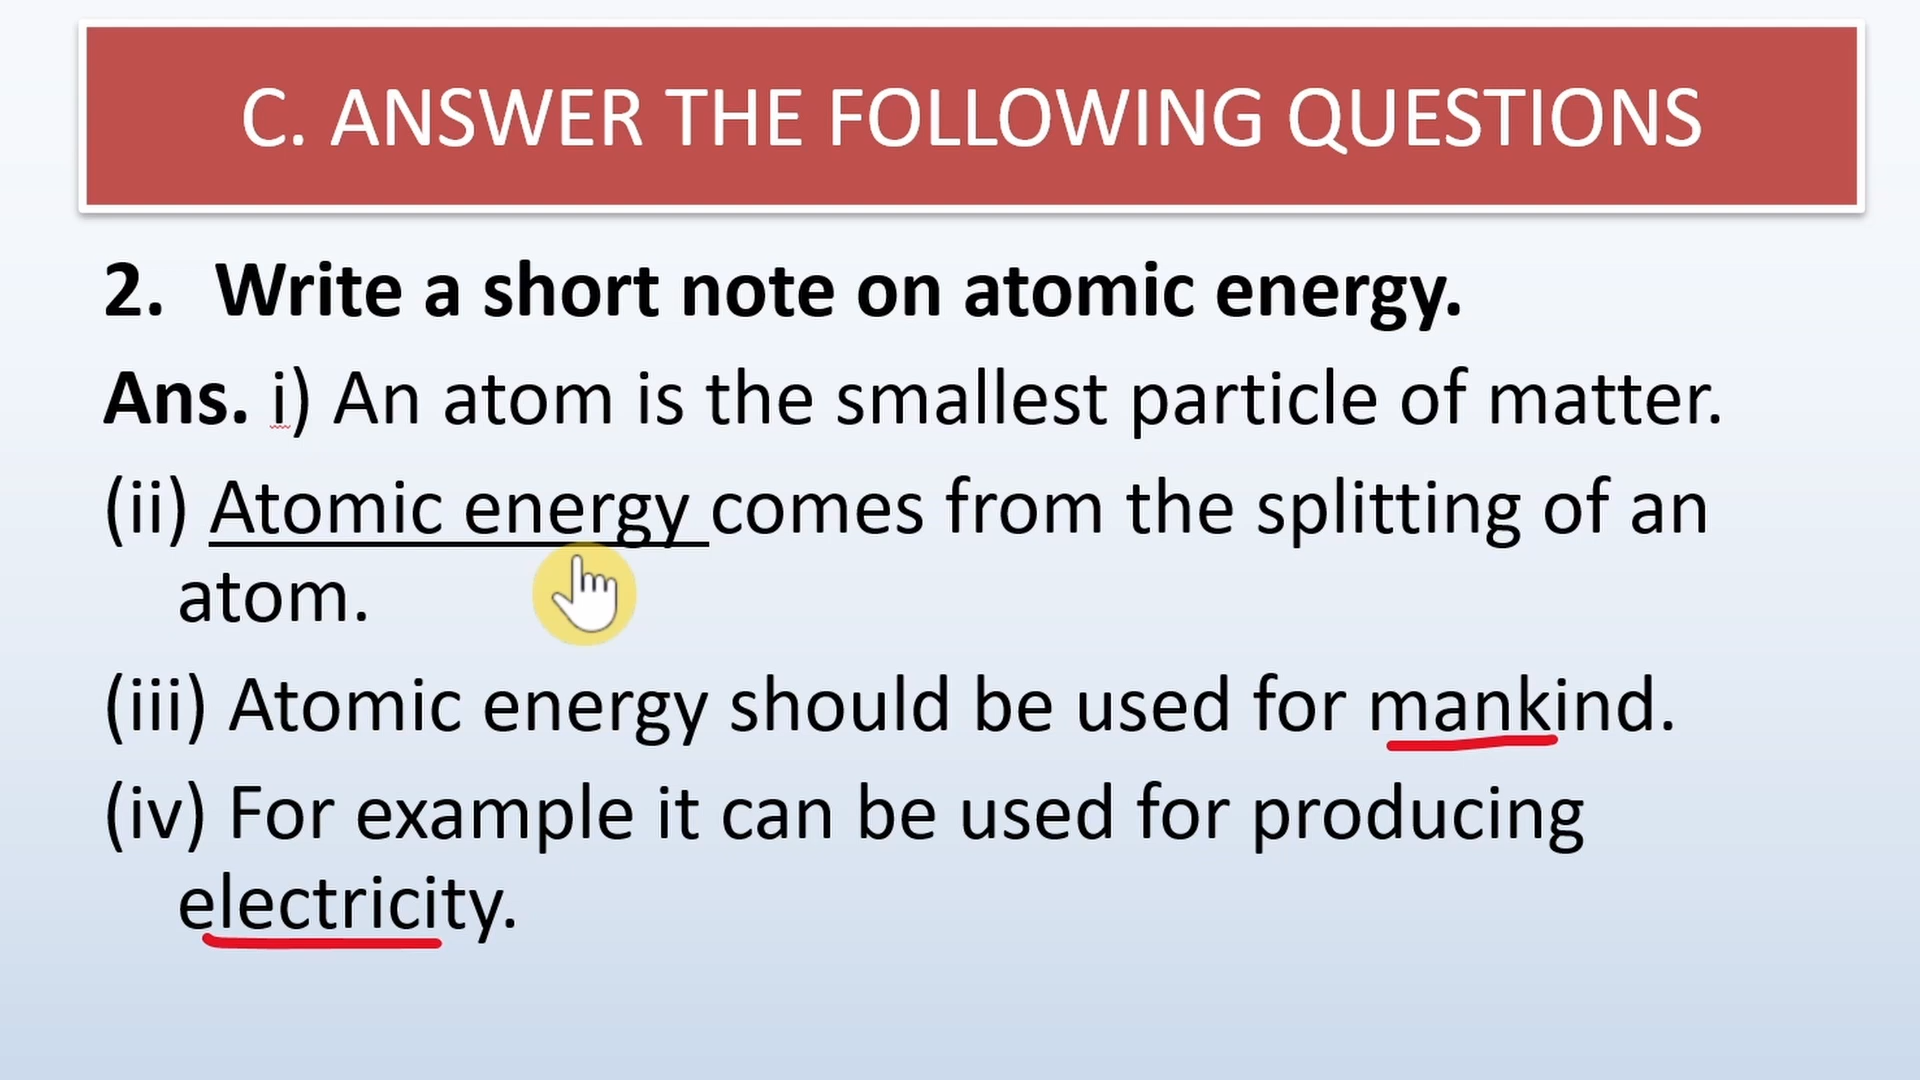 C. ANSWER THE FOLLOWING QUESTIONS
2. Write a short note on atomic energy.
Ans. i) An atom is the smallest particle of matter.
(ii) Atomic energy comes from the splitting of an
atom.
(iii) Atomic energy should be used for mankind.
(iv) For example it can be used for producing
electricity.